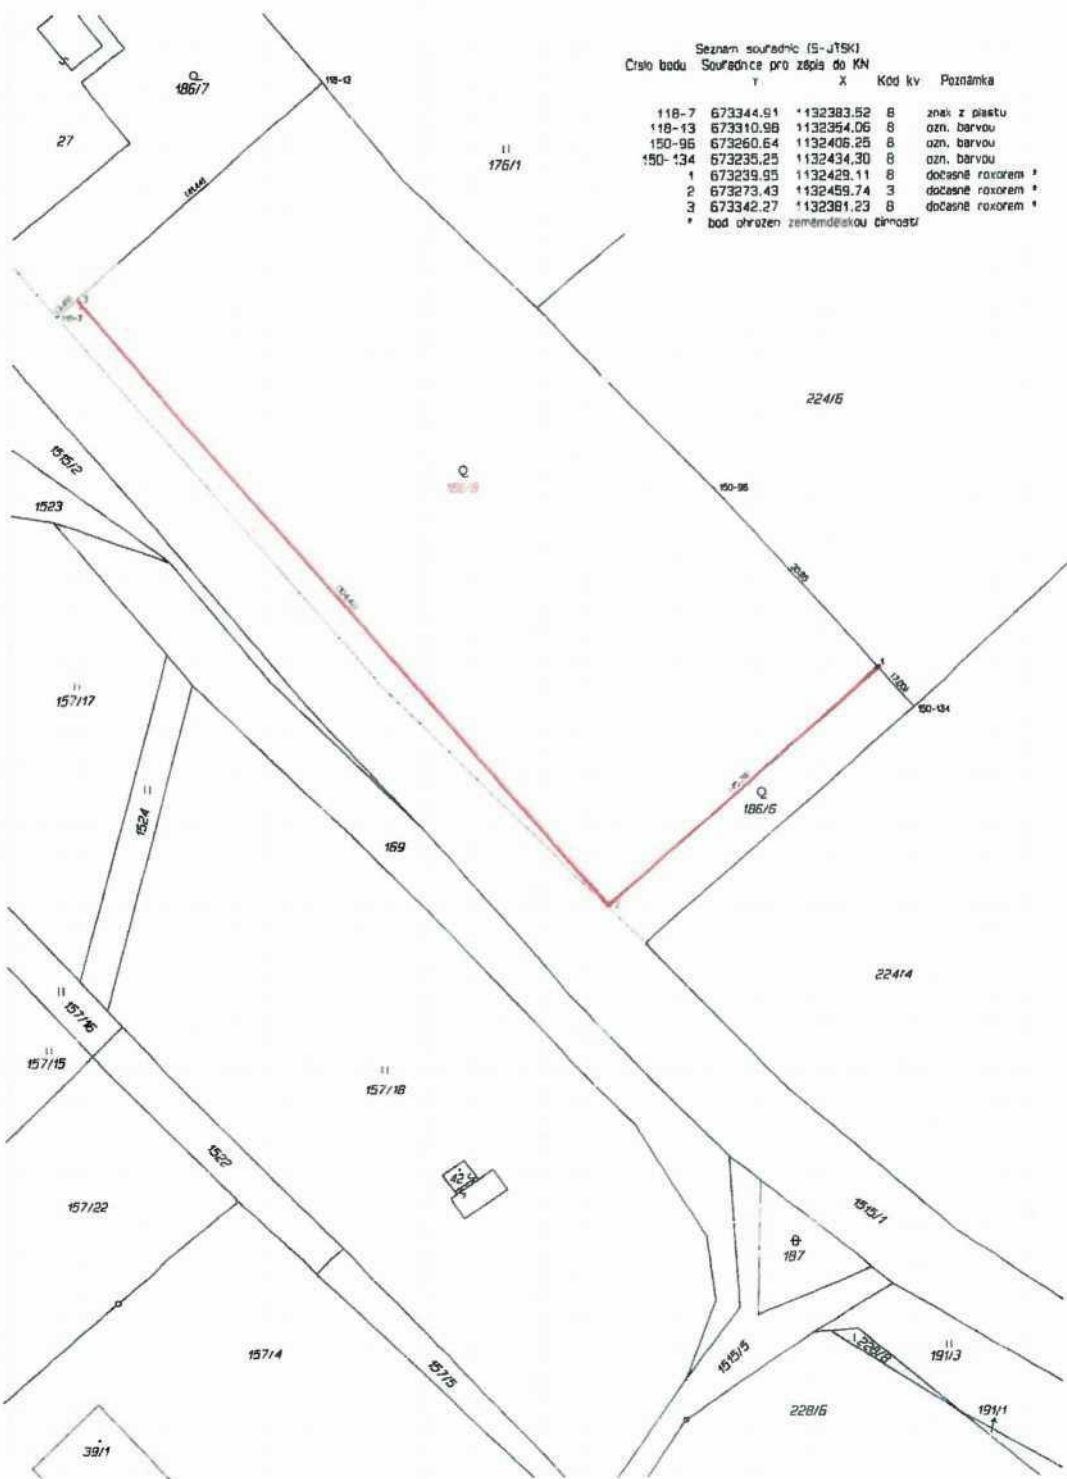 Seznam souřadnic (S-JTSK)
Číslo bodu Souřadnice pro zápis do KN
Y X Kód kv Poznámka
118-7 673344.91 1132383.52 8 znak z plastu
118-13 673310.98 1132354.06 8 ozn. barvou
150-96 673260.64 1132406.25 8 ozn. barvou
150-134 673235.25 1132434.30 8 ozn. barvou
1 673239.95 1132429.11 8 dočasně roxorem *
2 673273.43 1132459.74 3 dočasně roxorem *
3 673342.27 1132381.23 8 dočasně roxorem *
* bod ohrožen zemědělskou činností
186/7
118-13
27
176/1
224/6
1515/2
1523
150-96
157/17
1524
150-134
1
186/6
169
224/4
157/16
157/15
157/18
1522
42
157/22
1515/1
187
157/4
157/5
1515/5
228/8
191/3
228/6
191/1
39/1